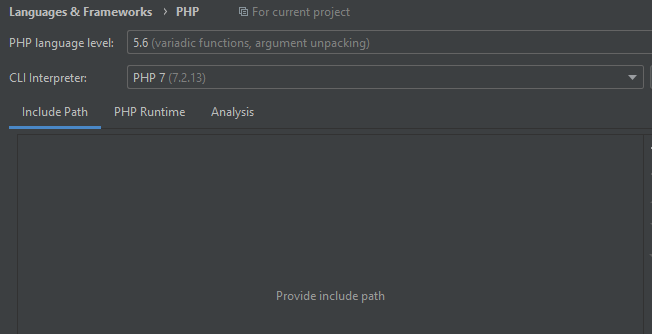 Languages & Frameworks › PHP For current project
PHP language level: 5.6 (variadic functions, argument unpacking)
CLI Interpreter: PHP 7 (7.2.13)
Include Path PHP Runtime Analysis
Provide include path